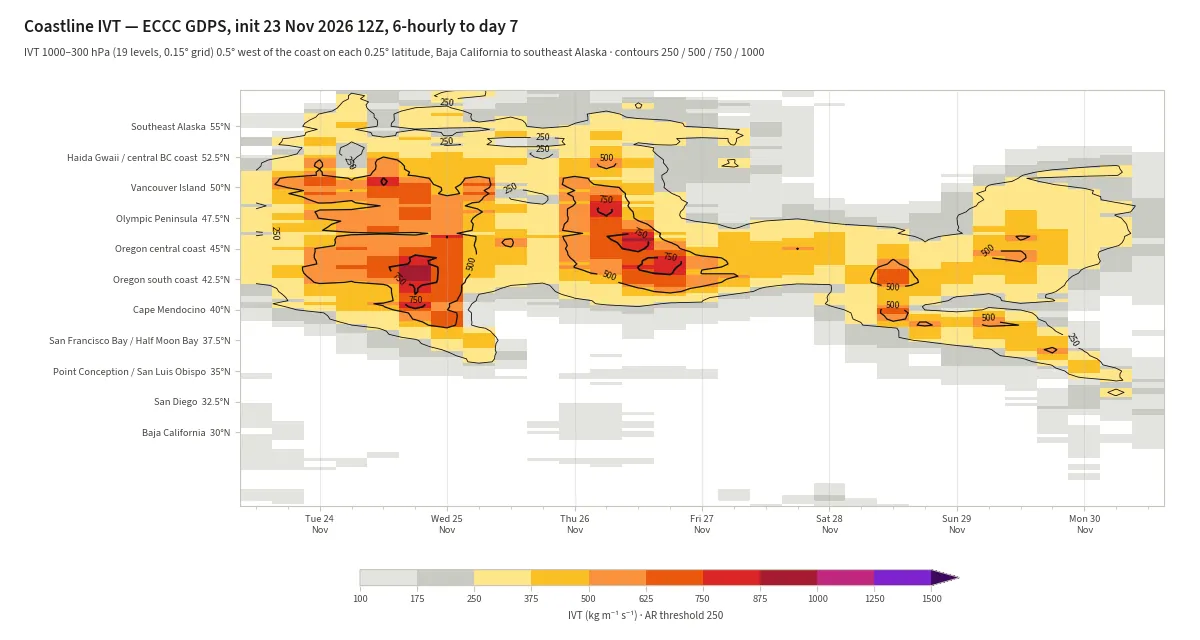 Coastline IVT — ECCC GDPS, init 23 Nov 2026 12Z, 6-hourly to day 7
IVT 1000–300 hPa (19 levels, 0.15° grid) 0.5° west of the coast on each 0.25° latitude, Baja California to southeast Alaska · contours 250 / 500 / 750 / 1000
250
Southeast Alaska 55°N
250
250
250
Haida Gwaii / central BC coast 52.5°N
250
500
Vancouver Island 50°N
250
750
Olympic Peninsula 47.5°N
250
750
Oregon central coast 45°N
500
750
500
Oregon south coast 42.5°N
750
500
500
750
500
Cape Mendocino 40°N
500
San Francisco Bay / Half Moon Bay 37.5°N
250
Point Conception / San Luis Obispo 35°N
San Diego 32.5°N
Baja California 30°N
Tue 24 Wed 25 Thu 26 Fri 27 Sat 28 Sun 29 Mon 30
Nov Nov Nov Nov Nov Nov Nov
100 175 250 375 500 625 750 875 1000 1250 1500
IVT (kg m⁻¹ s⁻¹) · AR threshold 250